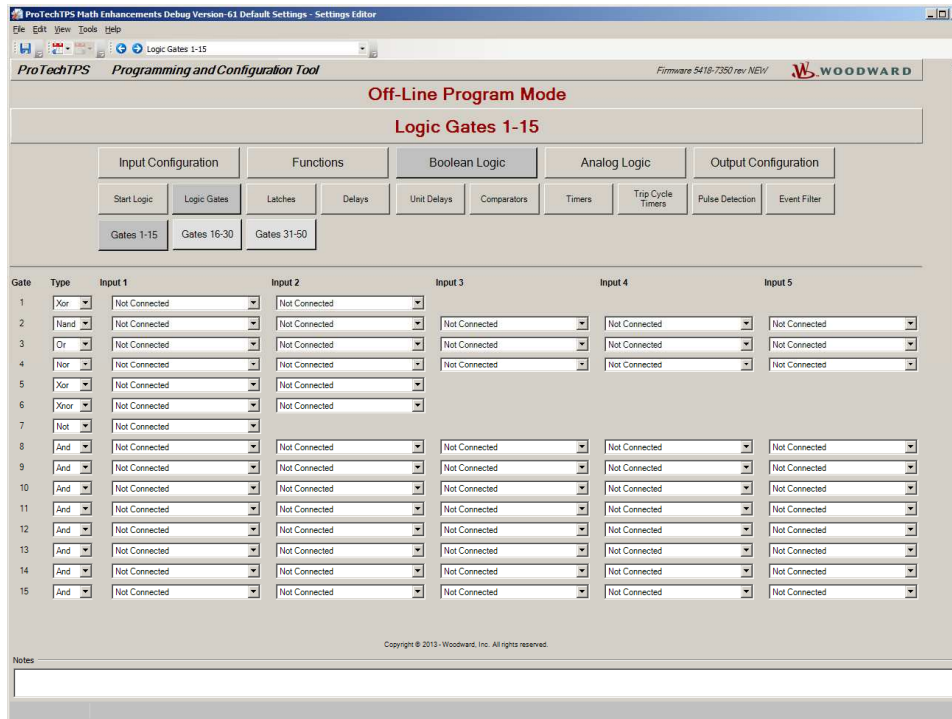 ProTechTPS Math Enhancements Debug Version-61 Default Settings - Settings Editor
File Edit View Tools Help
Logic Gates 1-15
ProTechTPS Programming and Configuration Tool Firmware 5418-7350 rev NEW WOODWARD
Off-Line Program Mode
Logic Gates 1-15
Input Configuration Functions Boolean Logic Analog Logic Output Configuration
Start Logic Logic Gates Latches Delays Unit Delays Comparators Timers Trip Cycle Timers Pulse Detection Event Filter
Gates 1-15 Gates 16-30 Gates 31-50
Gate Type Input 1 Input 2 Input 3 Input 4 Input 5
1 Xor Not Connected Not Connected
2 Nand Not Connected Not Connected Not Connected Not Connected Not Connected
3 Or Not Connected Not Connected Not Connected Not Connected Not Connected
4 Nor Not Connected Not Connected Not Connected Not Connected Not Connected
5 Xor Not Connected Not Connected
6 Xnor Not Connected Not Connected
7 Not Not Connected
8 And Not Connected Not Connected Not Connected Not Connected Not Connected
9 And Not Connected Not Connected Not Connected Not Connected Not Connected
10 And Not Connected Not Connected Not Connected Not Connected Not Connected
11 And Not Connected Not Connected Not Connected Not Connected Not Connected
12 And Not Connected Not Connected Not Connected Not Connected Not Connected
13 And Not Connected Not Connected Not Connected Not Connected Not Connected
14 And Not Connected Not Connected Not Connected Not Connected Not Connected
15 And Not Connected Not Connected Not Connected Not Connected Not Connected
Copyright © 2013 - Woodward, Inc. All rights reserved.
Notes